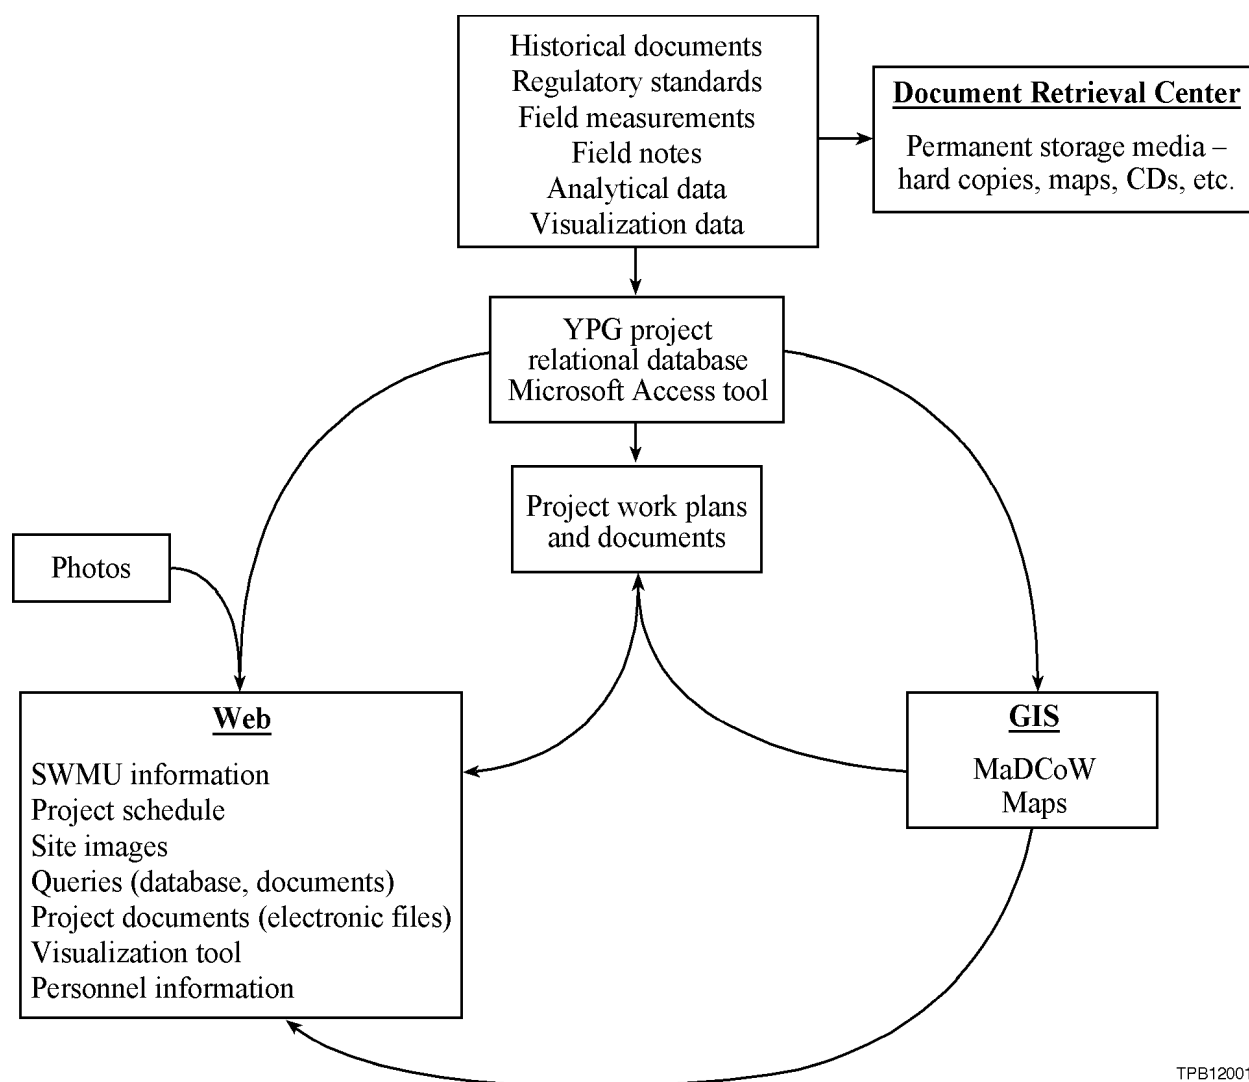 Historical documents
Regulatory standards
Field measurements
Field notes
Analytical data
Visualization data
Document Retrieval Center
Permanent storage media –
hard copies, maps, CDs, etc.
YPG project
relational database
Microsoft Access tool
Project work plans
and documents
Photos
Web
SWMU information
Project schedule
Site images
Queries (database, documents)
Project documents (electronic files)
Visualization tool
Personnel information
GIS
MaDCoW
Maps
TPB12001